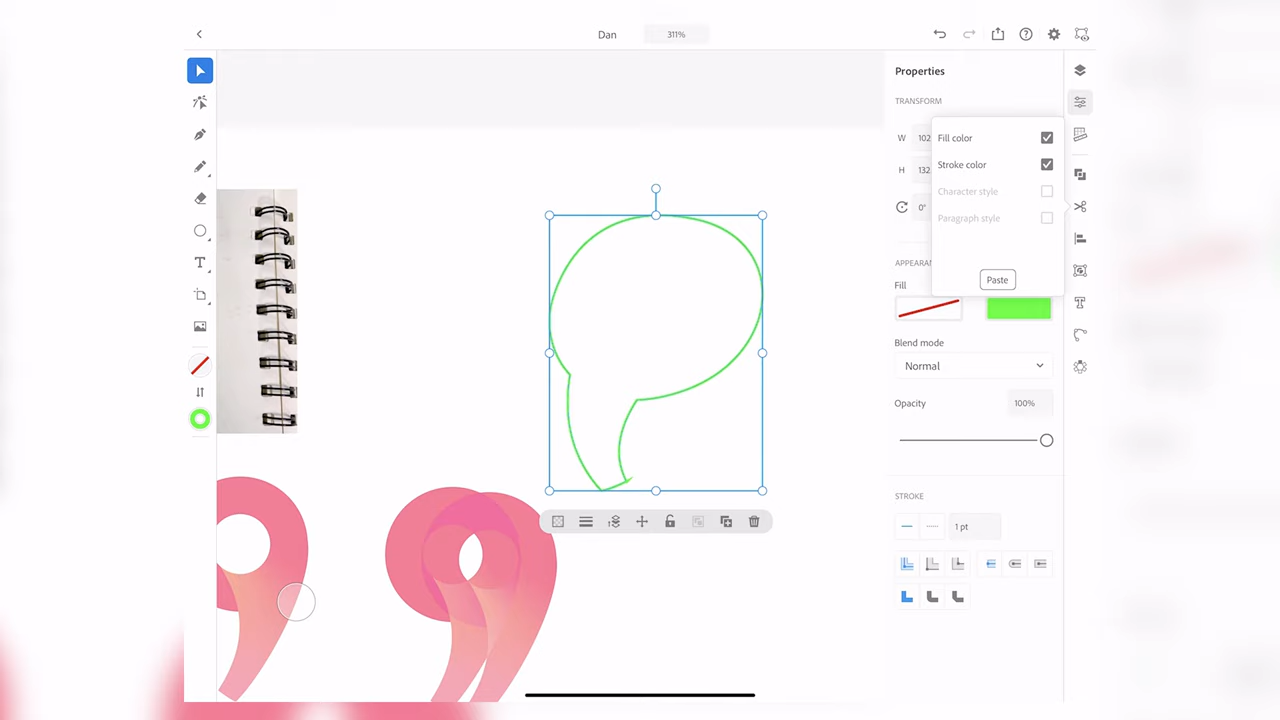 Dan
311%
Properties
TRANSFORM
W 102
H 132.
0°
Fill color
Stroke color
Character style
Paragraph style
Paste
APPEARAN
Fill
Blend mode
Normal
Opacity
100%
STROKE
1 pt
T
T